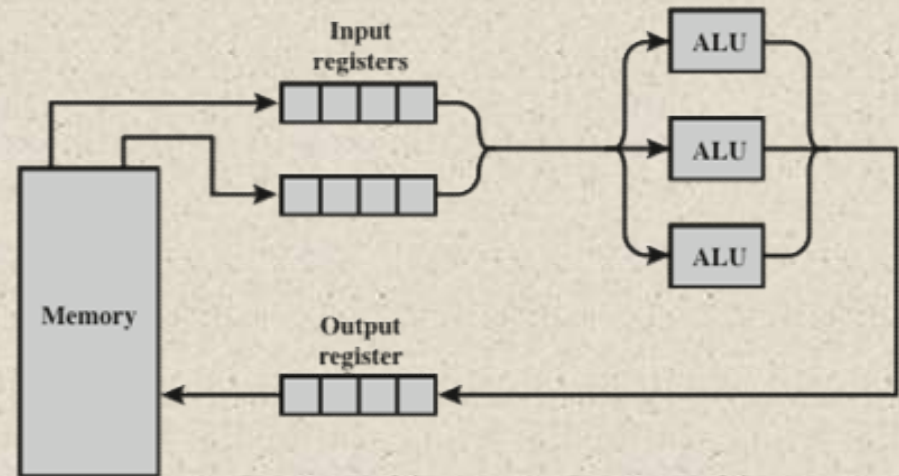 Input
registers
ALU
ALU
ALU
Memory
Output
register